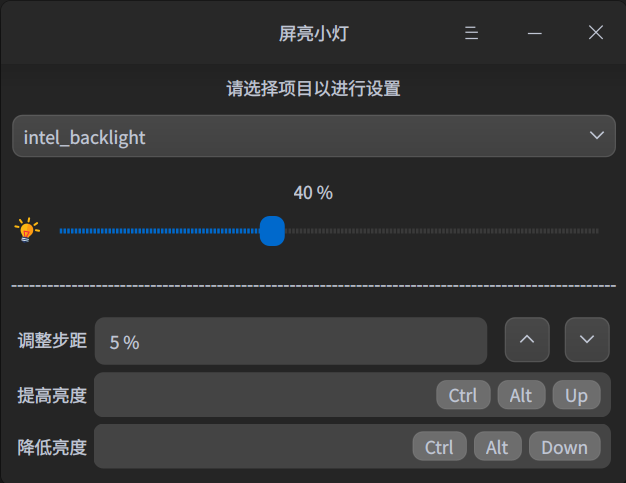 屏亮小灯
请选择项目以进行设置
intel_backlight
40 %
调整步距 5 %
提高亮度 Ctrl Alt Up
降低亮度 Ctrl Alt Down